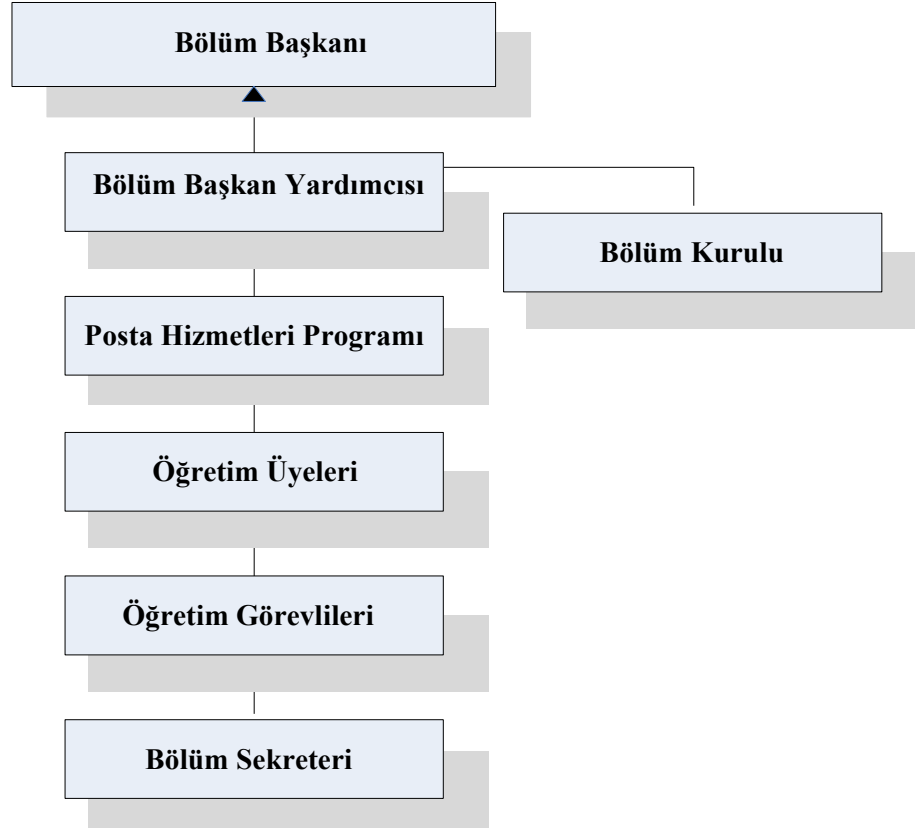 Bölüm Başkanı
Bölüm Başkan Yardımcısı
Bölüm Kurulu
Posta Hizmetleri Programı
Öğretim Üyeleri
Öğretim Görevlileri
Bölüm Sekreteri